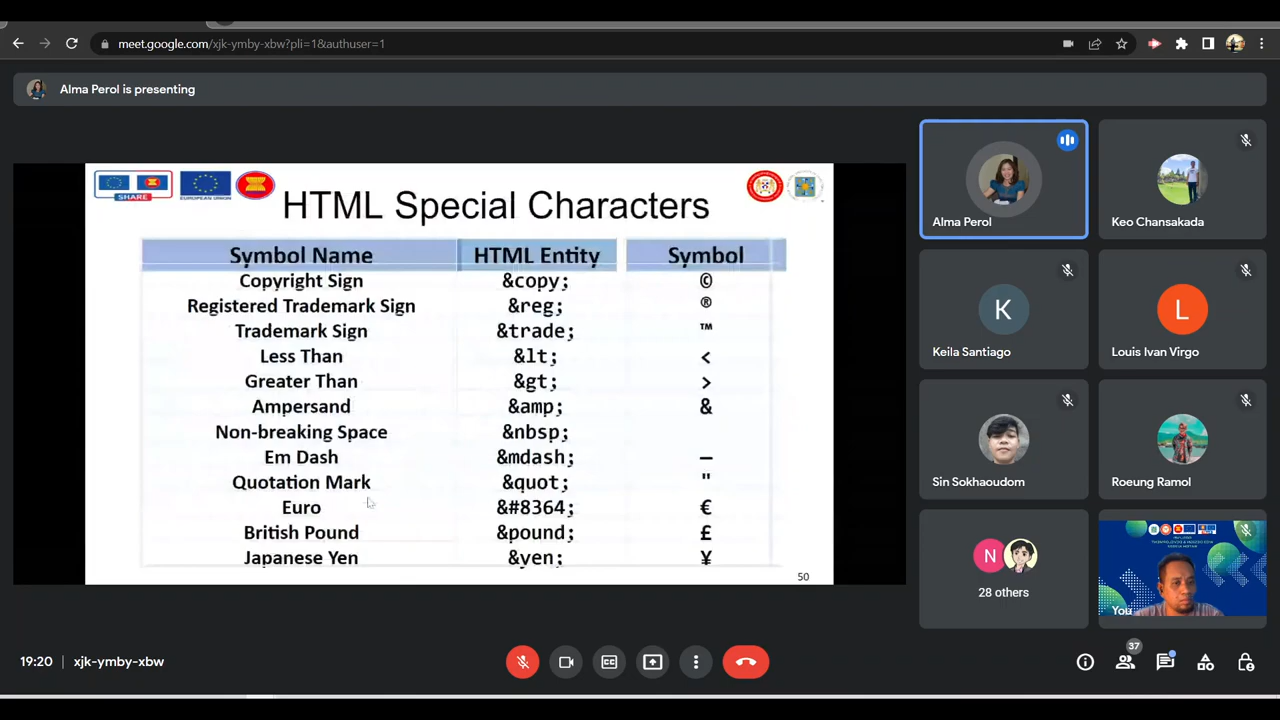 meet.google.com/xjk-ymby-xbw?pli=1&authuser=1
Alma Perol is presenting
SHARE
EUROPEAN UNION
HTML Special Characters
Symbol Name HTML Entity Symbol
Copyright Sign &copy; ©
Registered Trademark Sign &reg; ®
Trademark Sign &trade; ™
Less Than &lt; <
Greater Than &gt; >
Ampersand &amp; &
Non-breaking Space &nbsp;
Em Dash &mdash; —
Quotation Mark &quot; "
Euro &#8364; €
British Pound &pound; £
Japanese Yen &yen; ¥
50
Alma Perol
Keo Chansakada
K
Keila Santiago
L
Louis Ivan Virgo
Sin Sokhaoudom
Roeung Ramol
N
28 others
You
19:20 | xjk-ymby-xbw
37